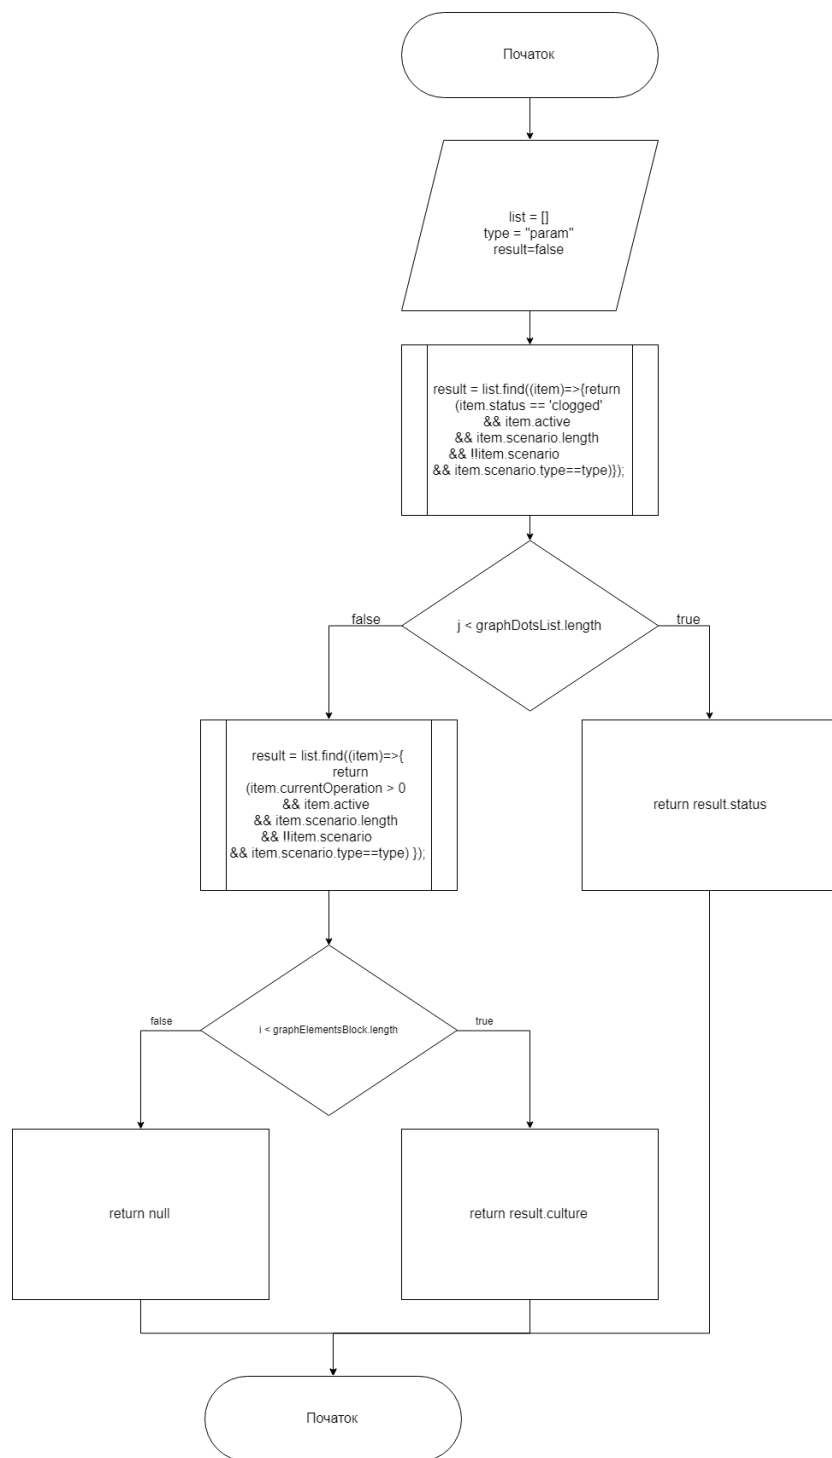 Початок
list = []
type = "param"
result=false
result = list.find((item)=>{return
(item.status == 'clogged'
&& item.active
&& item.scenario.length
&& !!item.scenario
&& item.scenario.type==type)});
false
j < graphDotsList.length
true
result = list.find((item)=>{
return
(item.currentOperation > 0
&& item.active
&& item.scenario.length
&& !!item.scenario
&& item.scenario.type==type) });
return result.status
false
i < graphElementsBlock.length
true
return null
return result.culture
Початок